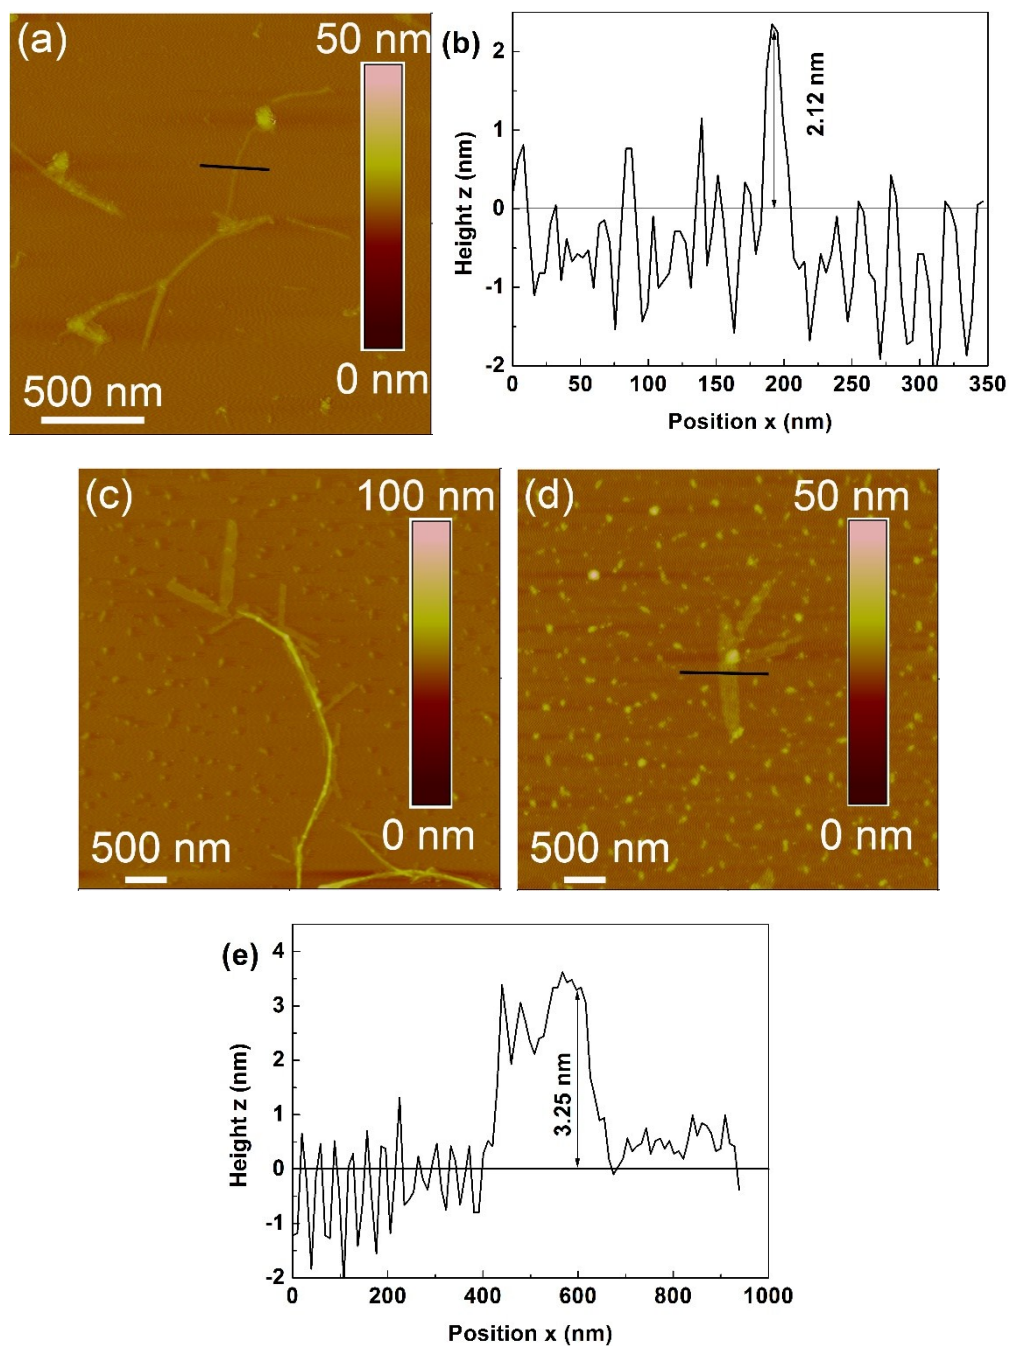 (a)
50 nm
0 nm
500 nm
(b)
2
1
0
-1
-2
2.12 nm
Height z (nm)
0 50 100 150 200 250 300 350
Position x (nm)
(c)
100 nm
0 nm
500 nm
(d)
50 nm
0 nm
500 nm
(e)
4
3
2
1
0
-1
-2
3.25 nm
Height z (nm)
0 200 400 600 800 1000
Position x (nm)